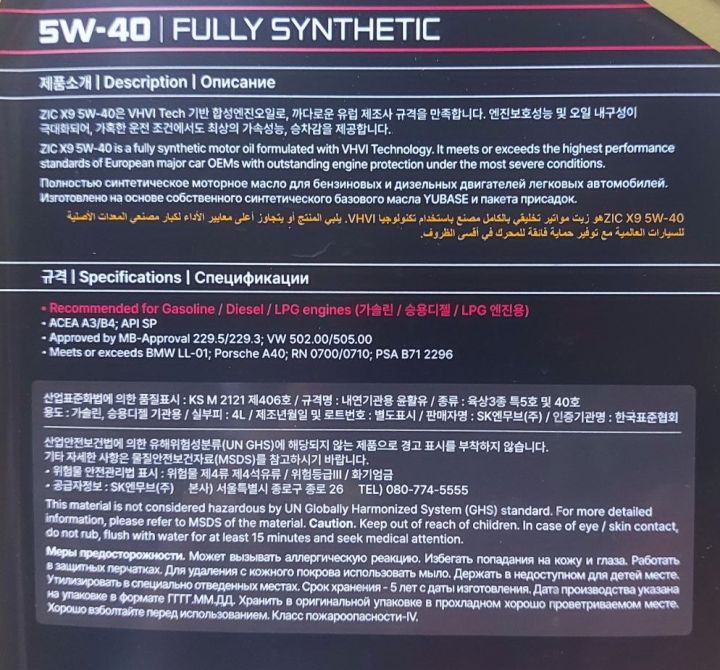 5W-40 | FULLY SYNTHETIC
제품소개 | Description | Описание
ZIC X9 5W-40은 VHVI Tech 기반 합성엔진오일로, 까다로운 유럽 제조사 규격을 만족합니다. 엔진보호성능 및 오일 내구성이
극대화되어, 가혹한 운전 조건에서도 최상의 가속성능, 승차감을 제공합니다.
ZIC X9 5W-40 is a fully synthetic motor oil formulated with VHVI Technology. It meets or exceeds the highest performance
standards of European major car OEMs with outstanding engine protection under the most severe conditions.
Полностью синтетическое моторное масло для бензиновых и дизельных двигателей легковых автомобилей.
Изготовлено на основе собственного синтетического базового масла YUBASE и пакета присадок.
ZIC X9 5W-40هو زيت مواتير تخليقي بالكامل مصنع باستخدام تكنولوجيا VHVI. يلبي المنتج أو يتجاوز أعلى معايير الأداء لكبار مصنعي المعدات الأصلية
للسيارات العالمية مع توفير حماية فائقة للمحرك في أقسى الظروف.
규격 | Specifications | Спецификации
• Recommended for Gasoline / Diesel / LPG engines (가솔린 / 승용디젤 / LPG 엔진용)
• ACEA A3/B4; API SP
• Approved by MB-Approval 229.5/229.3; VW 502.00/505.00
• Meets or exceeds BMW LL-01; Porsche A40; RN 0700/0710; PSA B71 2296
산업표준화법에 의한 품질표시 : KS M 2121 제406호 / 규격명 : 내연기관용 윤활유 / 종류 : 육상3종 특5호 및 40호
용도 : 가솔린, 승용디젤 기관용 / 실부피 : 4L / 제조년월일 및 로트번호 : 별도표시 / 판매자명 : SK엔무브(주) / 인증기관명 : 한국표준협회
산업안전보건법에 의한 유해위험성분류(UN GHS)에 해당되지 않는 제품으로 경고 표시를 부착하지 않습니다.
기타 자세한 사항은 물질안전보건자료(MSDS)를 참고하시기 바랍니다.
• 위험물 안전관리법 표시 : 위험물 제4류 제4석유류 / 위험등급III / 화기엄금
• 공급자정보 : SK엔무브(주) 본사) 서울특별시 종로구 종로 26 TEL) 080-774-5555
This material is not considered hazardous by UN Globally Harmonized System (GHS) standard. For more detailed
information, please refer to MSDS of the material. Caution. Keep out of reach of children. In case of eye / skin contact,
do not rub, flush with water for at least 15 minutes and seek medical attention.
Меры предосторожности. Может вызывать аллергическую реакцию. Избегать попадания на кожу и глаза. Работать
в защитных перчатках. Для удаления с кожного покрова использовать мыло. Держать в недоступном для детей месте.
Утилизировать в специально отведенных местах. Срок хранения - 5 лет с даты изготовления. Дата производства указана
на упаковке в формате ГГГГ.ММ.ДД. Хранить в оригинальной упаковке в прохладном хорошо проветриваемом месте.
Хорошо взболтайте перед использованием. Класс пожароопасности-IV.